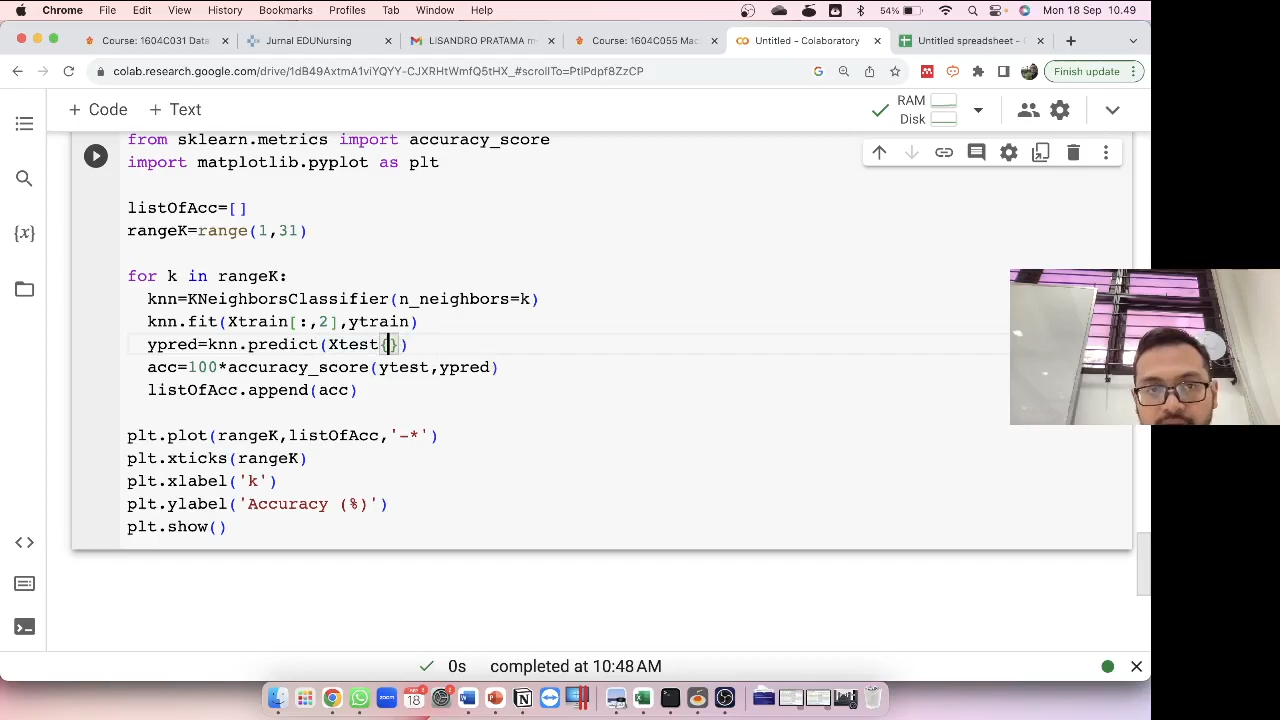 Chrome File Edit View History Bookmarks Profiles Tab Window Help 54% Mon 18 Sep 10.49
Course: 1604C031 Data Jurnal EDUNursing LISANDRO PRATAMA m Course: 1604C055 Mac Untitled - Colaboratory Untitled spreadsheet - G
colab.research.google.com/drive/1dB49AxtmA1viYQYY-CJXRHtWmfQ5tHX_#scrollTo=PtIPdpf8ZzCP Finish update
+ Code + Text RAM Disk
from sklearn.metrics import accuracy_score
import matplotlib.pyplot as plt
listOfAcc=[]
rangeK=range(1,31)
for k in rangeK:
knn=KNeighborsClassifier(n_neighbors=k)
knn.fit(Xtrain[:,2],ytrain)
ypred=knn.predict(Xtest{})
acc=100*accuracy_score(ytest,ypred)
listOfAcc.append(acc)
plt.plot(rangeK,listOfAcc,'-*')
plt.xticks(rangeK)
plt.xlabel('k')
plt.ylabel('Accuracy (%)')
plt.show()
0s completed at 10:48 AM